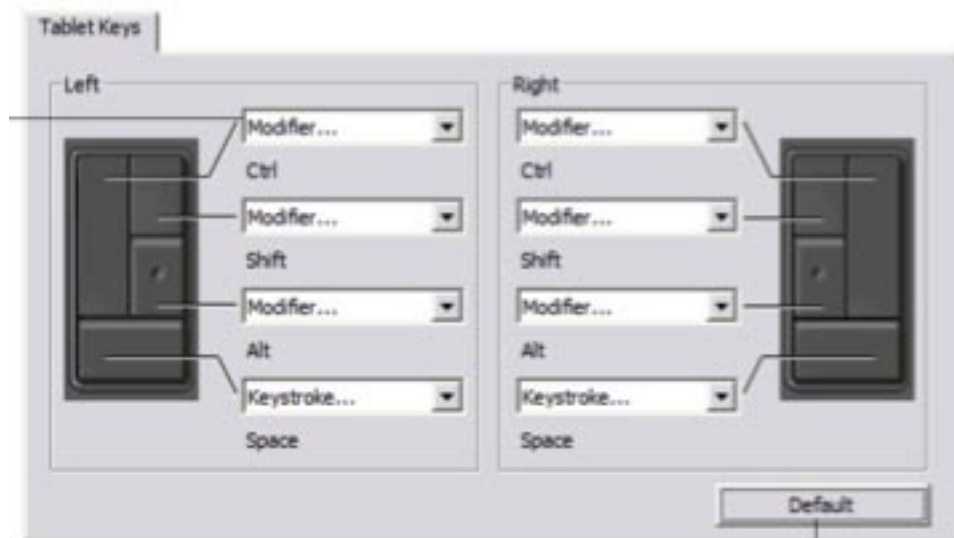 Tablet Keys
Left
Modifier...
Ctrl
Modifier...
Shift
Modifier...
Alt
Keystroke...
Space
Right
Modifier...
Ctrl
Modifier...
Shift
Modifier...
Alt
Keystroke...
Space
Default